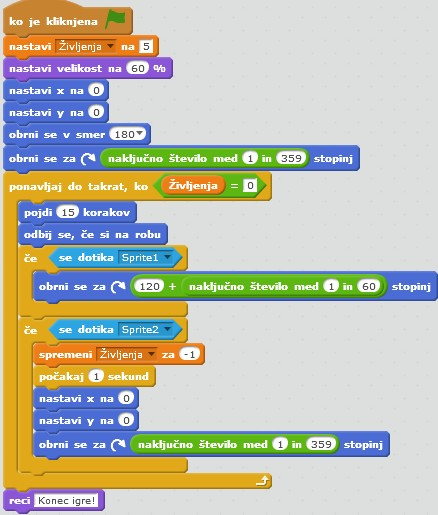 ko je kliknjena
nastavi Življenja na 5
nastavi velikost na 60 %
nastavi x na 0
nastavi y na 0
obrni se v smer 180
obrni se za naključno število med 1 in 359 stopinj
ponavljaj do takrat, ko Življenja = 0
pojdi 15 korakov
odbij se, če si na robu
če se dotika Sprite1
obrni se za 120 + naključno število med 1 in 60 stopinj
če se dotika Sprite2
spremeni Življenja za -1
počakaj 1 sekund
nastavi x na 0
nastavi y na 0
obrni se za naključno število med 1 in 359 stopinj
reci Konec igre!